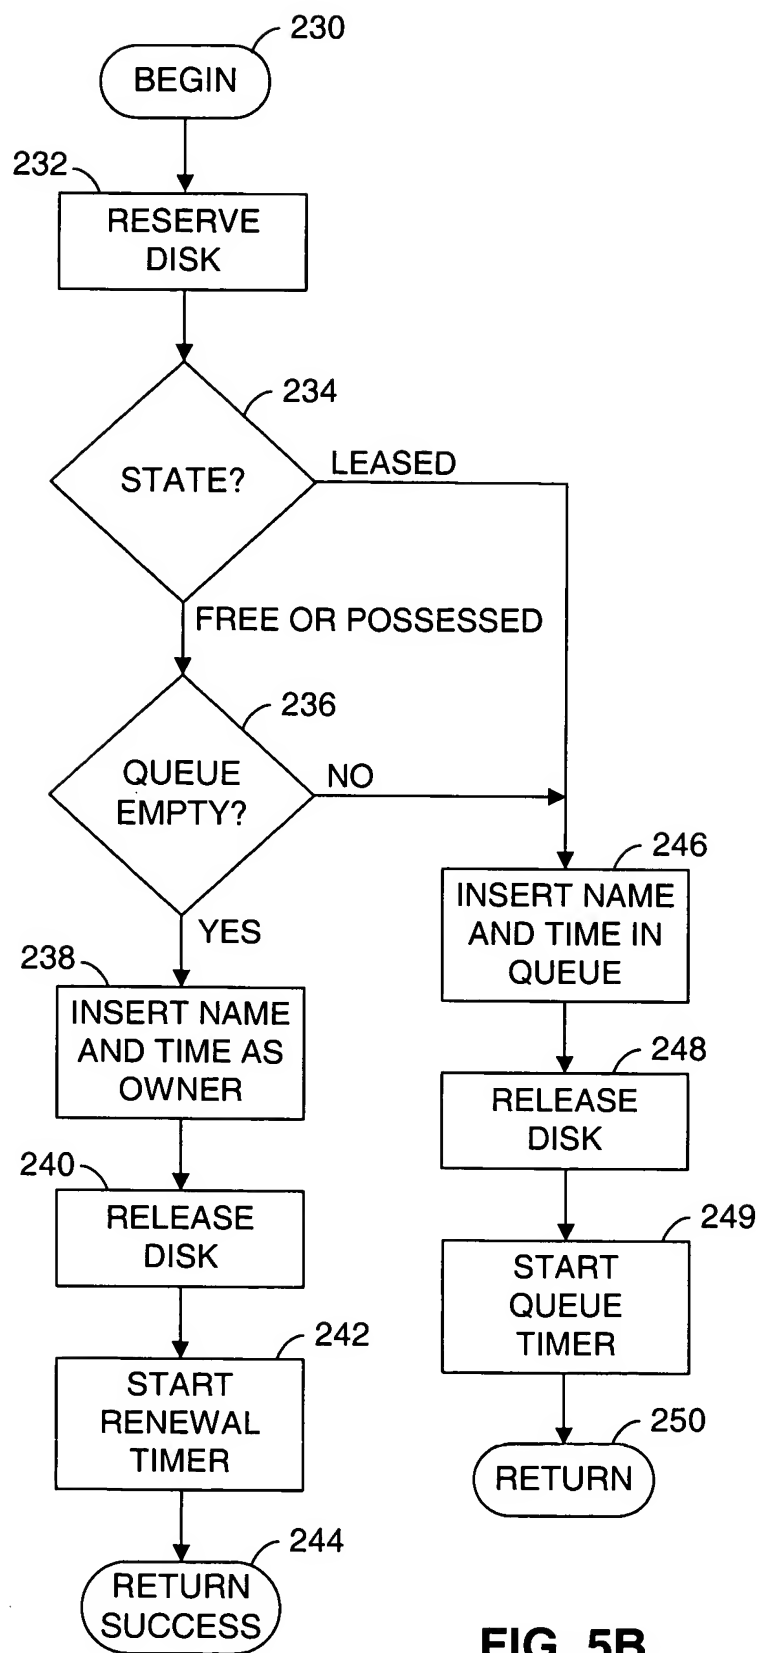 230
BEGIN
232
RESERVE
DISK
234
STATE?
LEASED
FREE OR POSSESSED
236
QUEUE
EMPTY?
NO
YES
238
INSERT NAME
AND TIME AS
OWNER
240
RELEASE
DISK
242
START
RENEWAL
TIMER
244
RETURN
SUCCESS
246
INSERT NAME
AND TIME IN
QUEUE
248
RELEASE
DISK
249
START
QUEUE
TIMER
250
RETURN
FIG. 5B